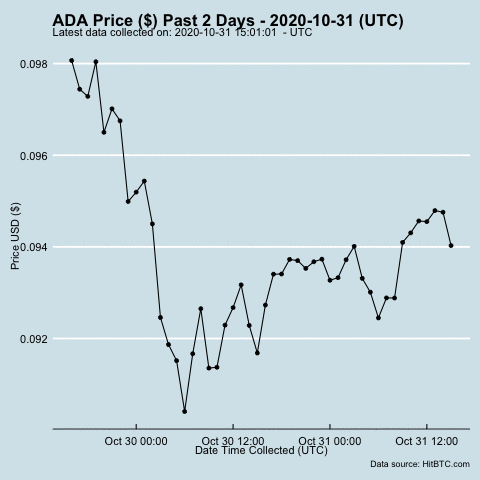 ADA Price ($) Past 2 Days - 2020-10-31 (UTC)
Latest data collected on: 2020-10-31 15:01:01 - UTC
0.098
0.096
0.094
0.092
Price USD ($)
Oct 30 00:00
Oct 30 12:00
Oct 31 00:00
Oct 31 12:00
Date Time Collected (UTC)
Data source: HitBTC.com